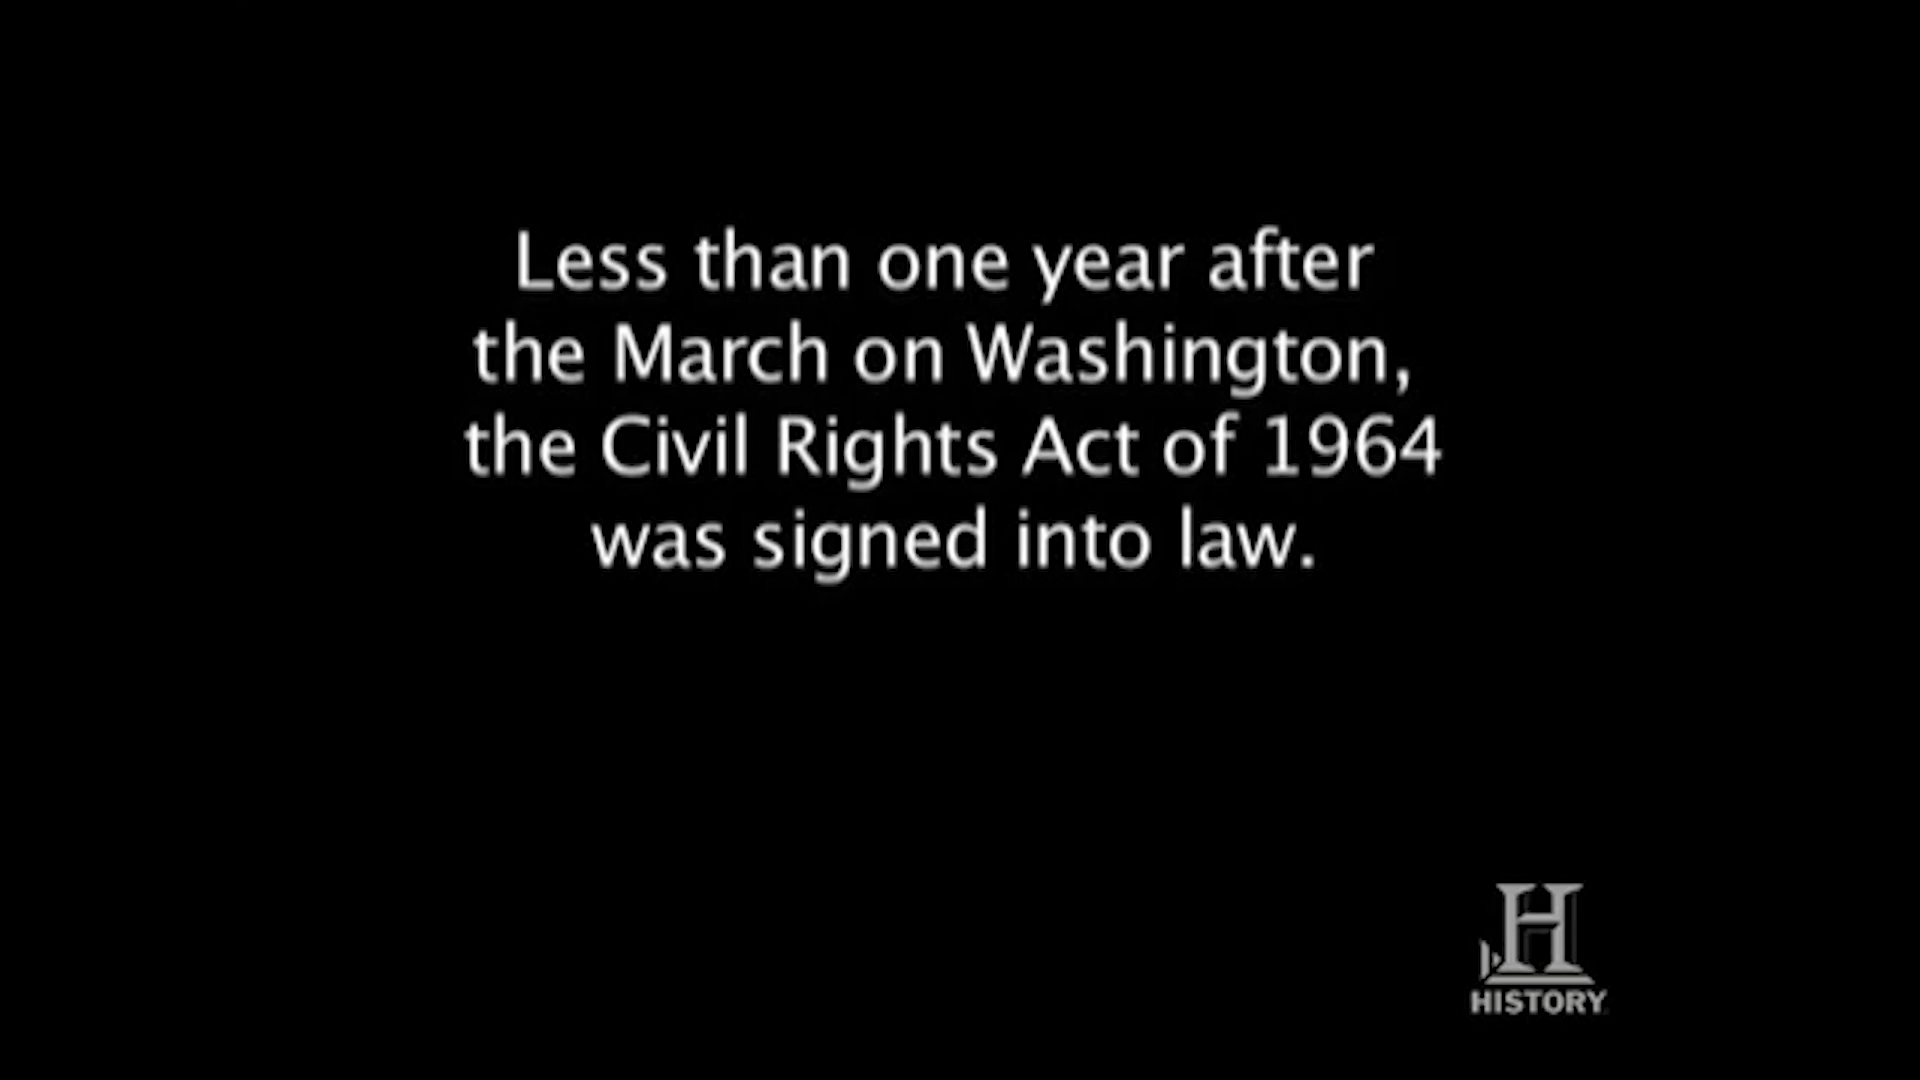 Less than one year after
the March on Washington,
the Civil Rights Act of 1964
was signed into law.
H
HISTORY